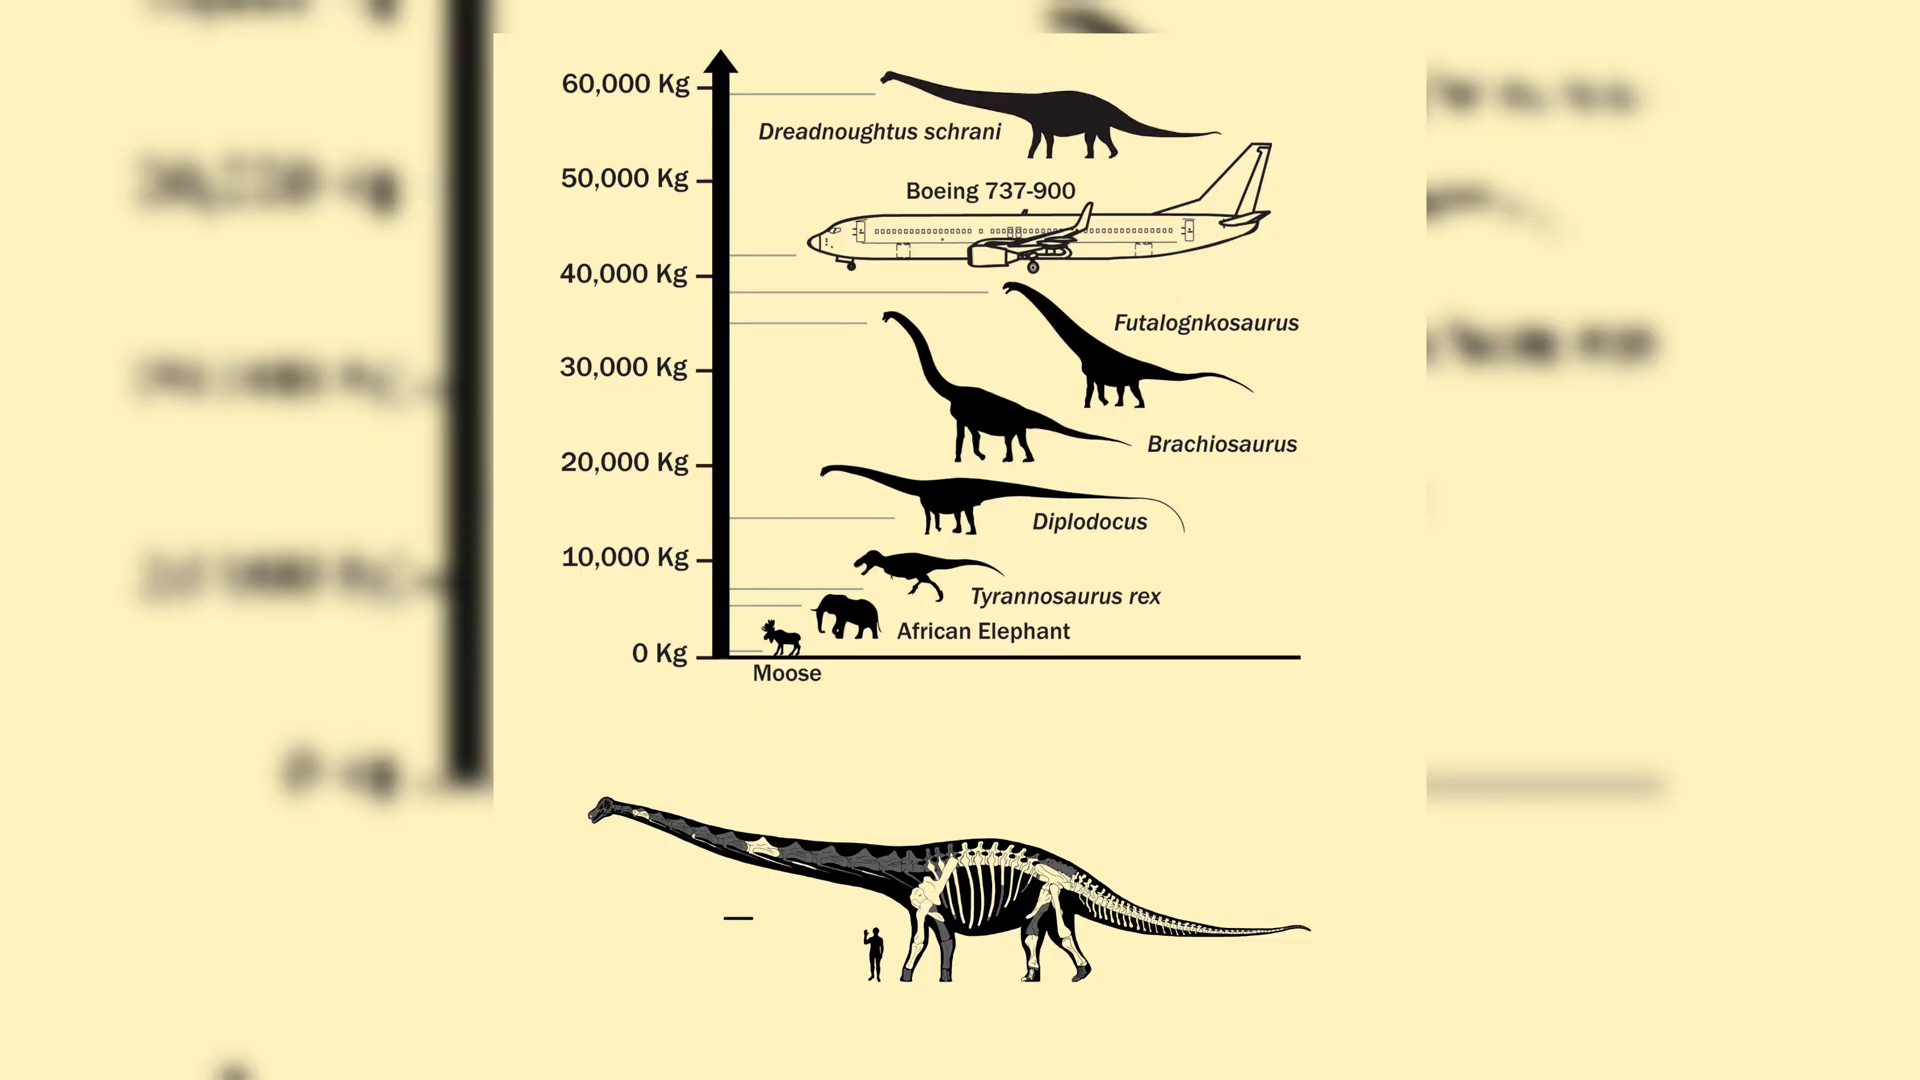 60,000 Kg
Dreadnoughtus schrani
50,000 Kg
Boeing 737-900
40,000 Kg
Futalognkosaurus
30,000 Kg
Brachiosaurus
20,000 Kg
Diplodocus
10,000 Kg
Tyrannosaurus rex
African Elephant
0 Kg
Moose